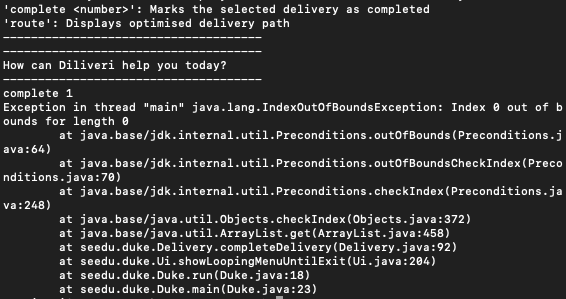 'complete <number>': Marks the selected delivery as completed
'route': Displays optimised delivery path
-------------------------------------
-------------------------------------
How can Diliveri help you today?
-------------------------------------
complete 1
Exception in thread "main" java.lang.IndexOutOfBoundsException: Index 0 out of b
ounds for length 0
        at java.base/jdk.internal.util.Preconditions.outOfBounds(Preconditions.j
ava:64)
        at java.base/jdk.internal.util.Preconditions.outOfBoundsCheckIndex(Preco
nditions.java:70)
        at java.base/jdk.internal.util.Preconditions.checkIndex(Preconditions.ja
va:248)
        at java.base/java.util.Objects.checkIndex(Objects.java:372)
        at java.base/java.util.ArrayList.get(ArrayList.java:458)
        at seedu.duke.Delivery.completeDelivery(Delivery.java:92)
        at seedu.duke.Ui.showLoopingMenuUntilExit(Ui.java:204)
        at seedu.duke.Duke.run(Duke.java:18)
        at seedu.duke.Duke.main(Duke.java:23)